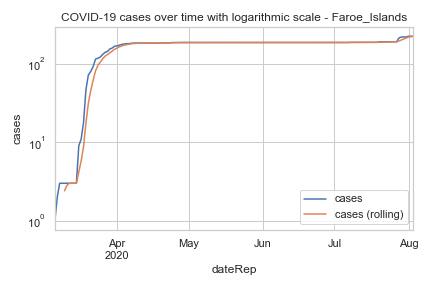 COVID-19 cases over time with logarithmic scale - Faroe_Islands
cases
10²
10¹
10⁰
Apr
2020
May
Jun
Jul
Aug
dateRep
cases
cases (rolling)